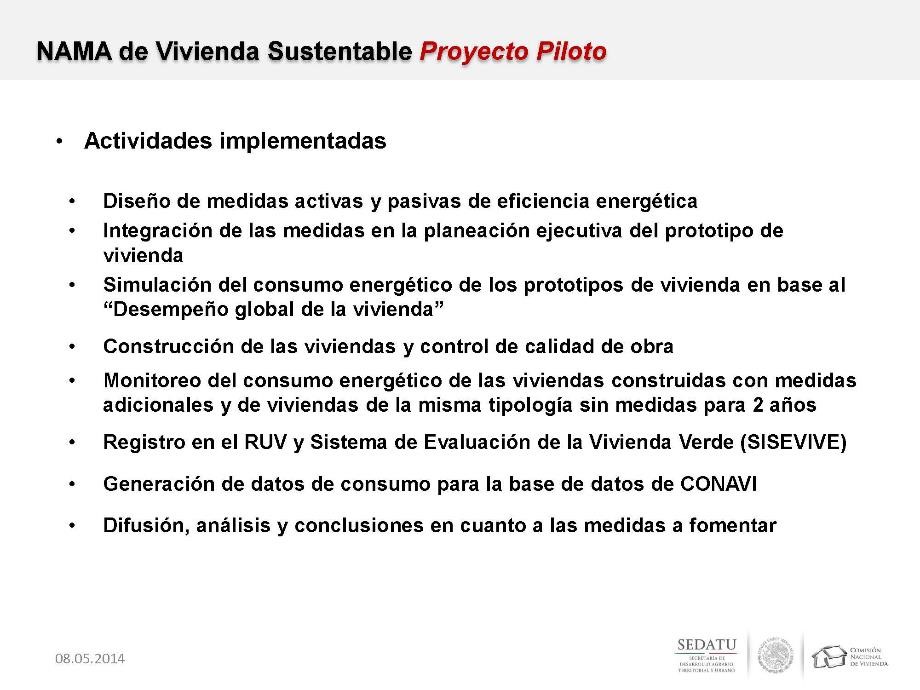 NAMA de Vivienda Sustentable Proyecto Piloto
• Actividades implementadas
• Diseño de medidas activas y pasivas de eficiencia energética
• Integración de las medidas en la planeación ejecutiva del prototipo de
vivienda
• Simulación del consumo energético de los prototipos de vivienda en base al
“Desempeño global de la vivienda”
• Construcción de las viviendas y control de calidad de obra
• Monitoreo del consumo energético de las viviendas construidas con medidas
adicionales y de viviendas de la misma tipología sin medidas para 2 años
• Registro en el RUV y Sistema de Evaluación de la Vivienda Verde (SISEVIVE)
• Generación de datos de consumo para la base de datos de CONAVI
• Difusión, análisis y conclusiones en cuanto a las medidas a fomentar
08.05.2014
SEDATU
SECRETARÍA DE
DESARROLLO AGRARIO
TERRITORIAL Y URBANO
COMISIÓN
NACIONAL
DE VIVIENDA